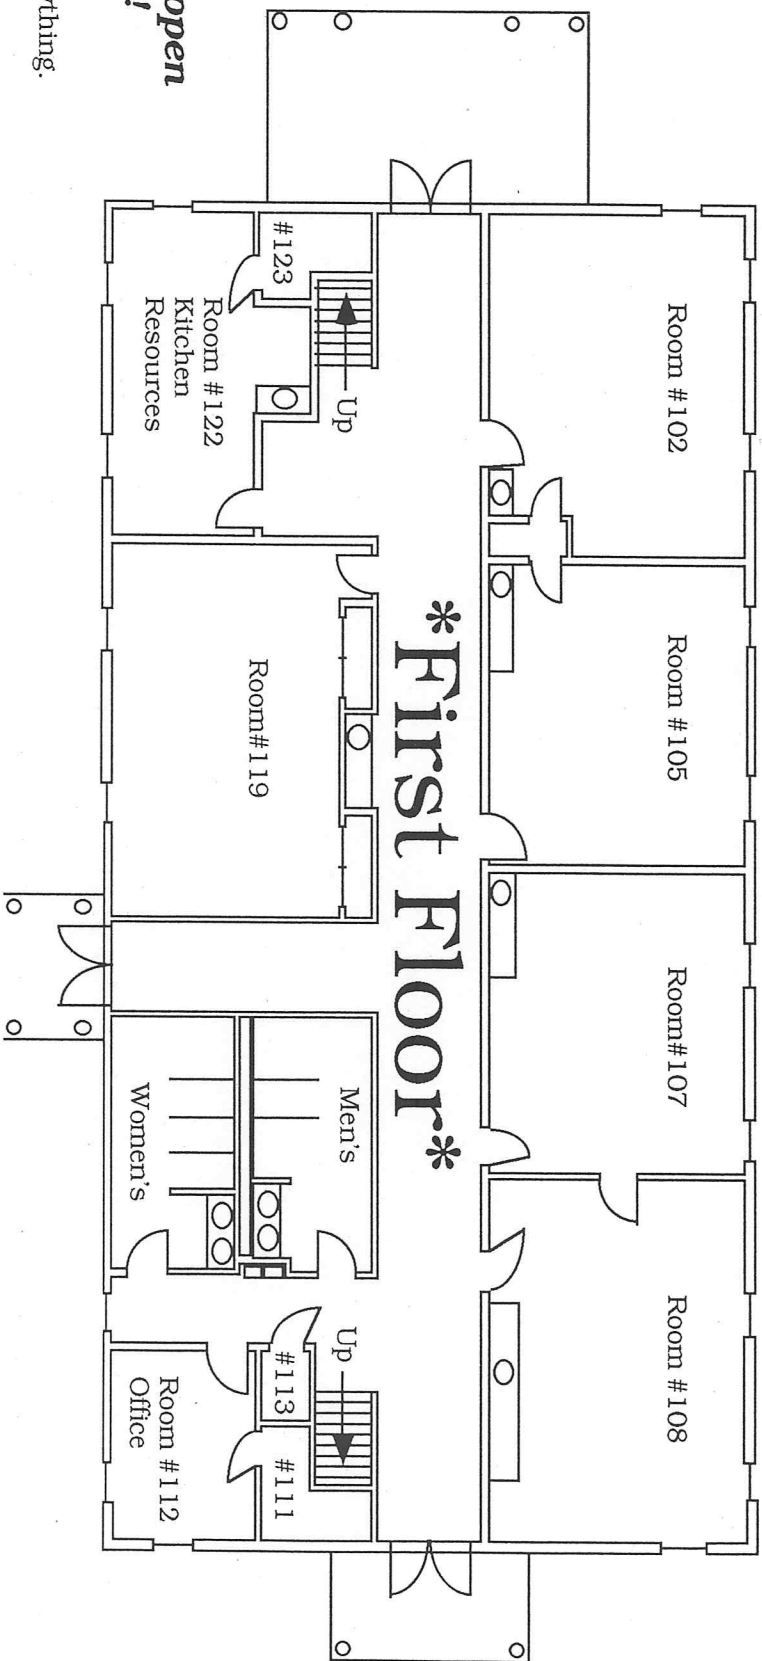 open
!
ything.
Room #102
Room #105
Room#107
Room #108
*First Floor*
#123
Up
Room #122
Kitchen
Resources
Room#119
Men's
Women's
Up
#113
#111
Room #112
Office